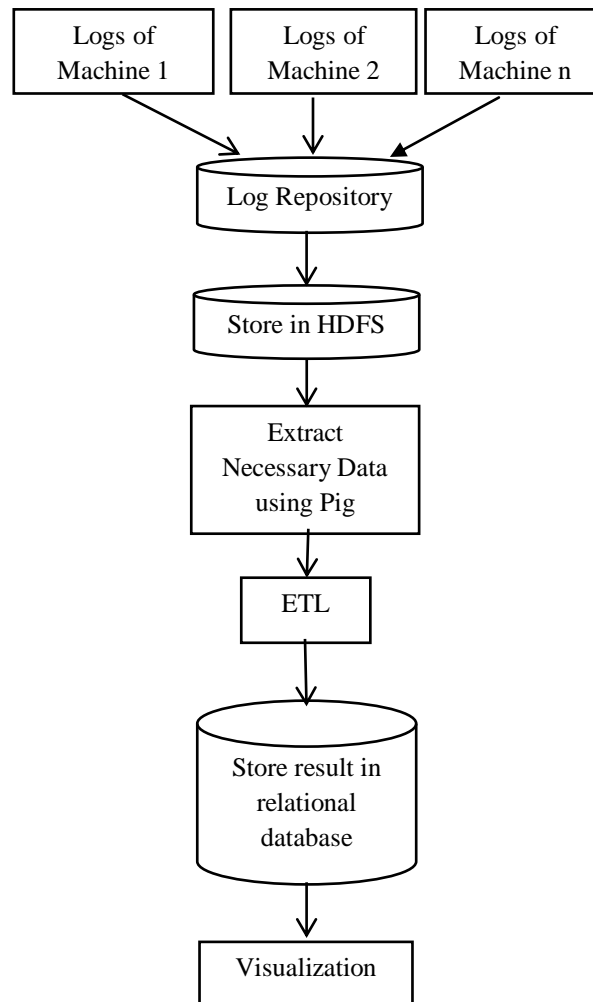 Logs of
Machine 1
Logs of
Machine 2
Logs of
Machine n
Log Repository
Store in HDFS
Extract
Necessary Data
using Pig
ETL
Store result in
relational
database
Visualization